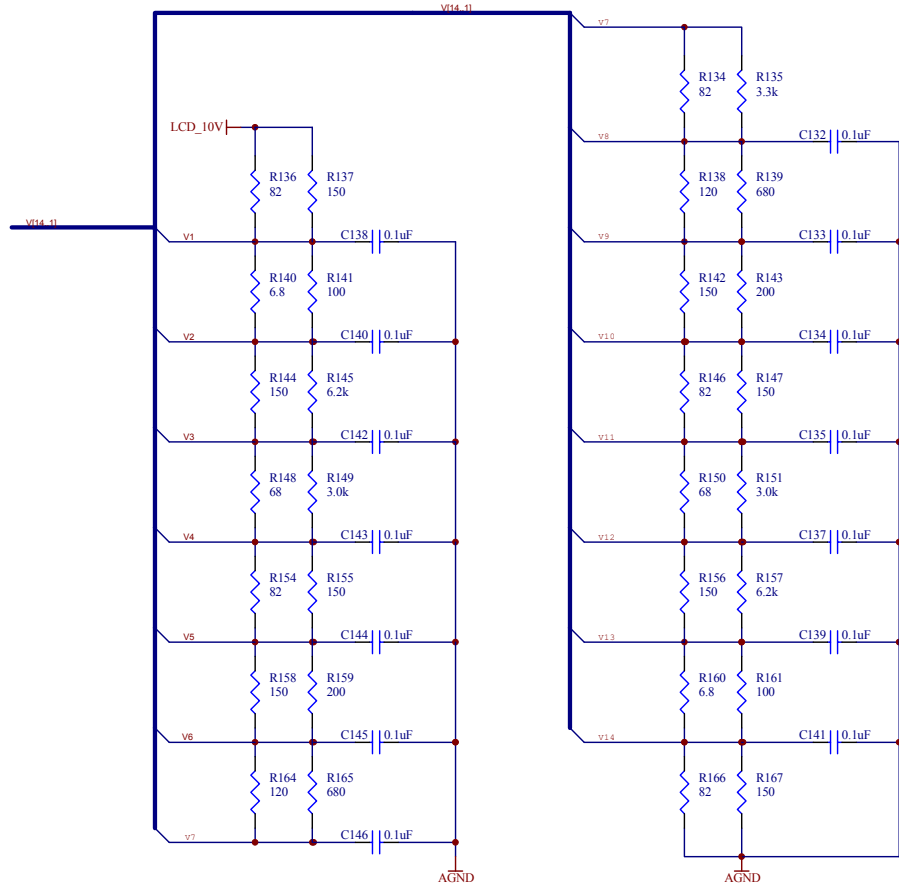 V[14..1]
V7
R134
82
R135
3.3k
LCD_10V
V8
C132
0.1uF
R136
82
R137
150
R138
120
R139
680
V[14..1]
V1
C138
0.1uF
V9
C133
0.1uF
R140
6.8
R141
100
R142
150
R143
200
V2
C140
0.1uF
V10
C134
0.1uF
R144
150
R145
6.2k
R146
82
R147
150
V3
C142
0.1uF
V11
C135
0.1uF
R148
68
R149
3.0k
R150
68
R151
3.0k
V4
C143
0.1uF
V12
C137
0.1uF
R154
82
R155
150
R156
150
R157
6.2k
V5
C144
0.1uF
V13
C139
0.1uF
R158
150
R159
200
R160
6.8
R161
100
V6
C145
0.1uF
V14
C141
0.1uF
R164
120
R165
680
R166
82
R167
150
V7
C146
0.1uF
AGND
AGND